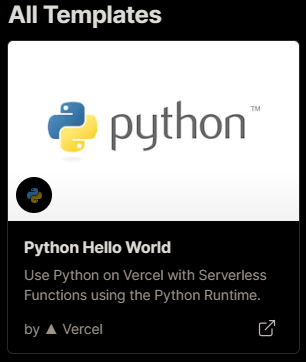 All Templates
python™
Python Hello World
Use Python on Vercel with Serverless
Functions using the Python Runtime.
by ▲ Vercel